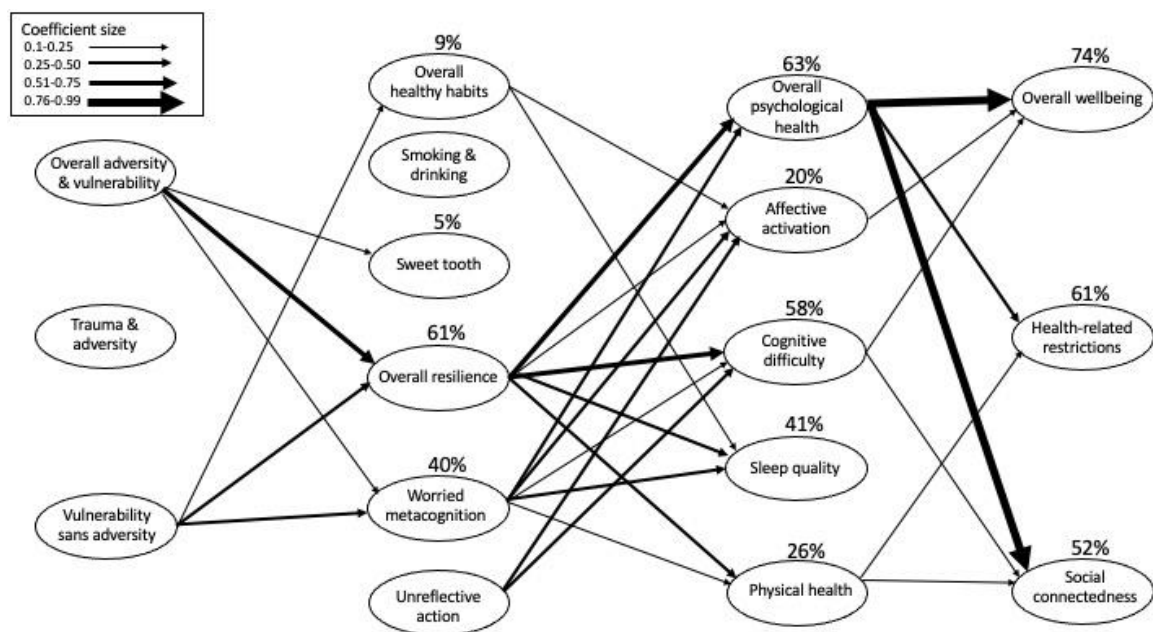 Coefficient size
0.1-0.25
0.25-0.50
0.51-0.75
0.76-0.99
Overall adversity
& vulnerability
Trauma &
adversity
Vulnerability
sans adversity
9%
Overall
healthy habits
Smoking &
drinking
5%
Sweet tooth
61%
Overall resilience
40%
Worried
metacognition
Unreflective
action
63%
Overall
psychological
health
20%
Affective
activation
58%
Cognitive
difficulty
41%
Sleep quality
26%
Physical health
74%
Overall wellbeing
61%
Health-related
restrictions
52%
Social
connectedness